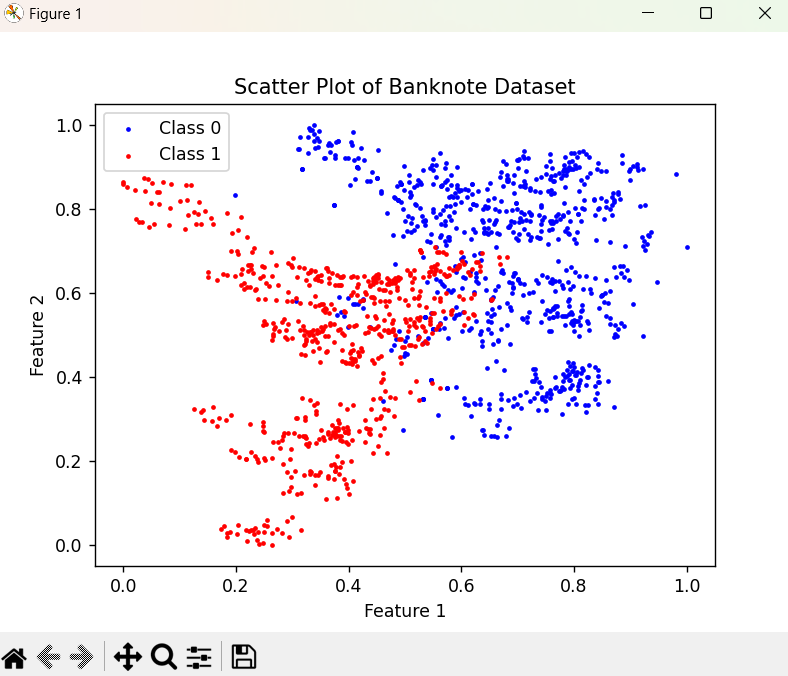 Figure 1
Scatter Plot of Banknote Dataset
Class 0
Class 1
1.0
0.8
0.6
0.4
0.2
0.0
Feature 2
0.0 0.2 0.4 0.6 0.8 1.0
Feature 1